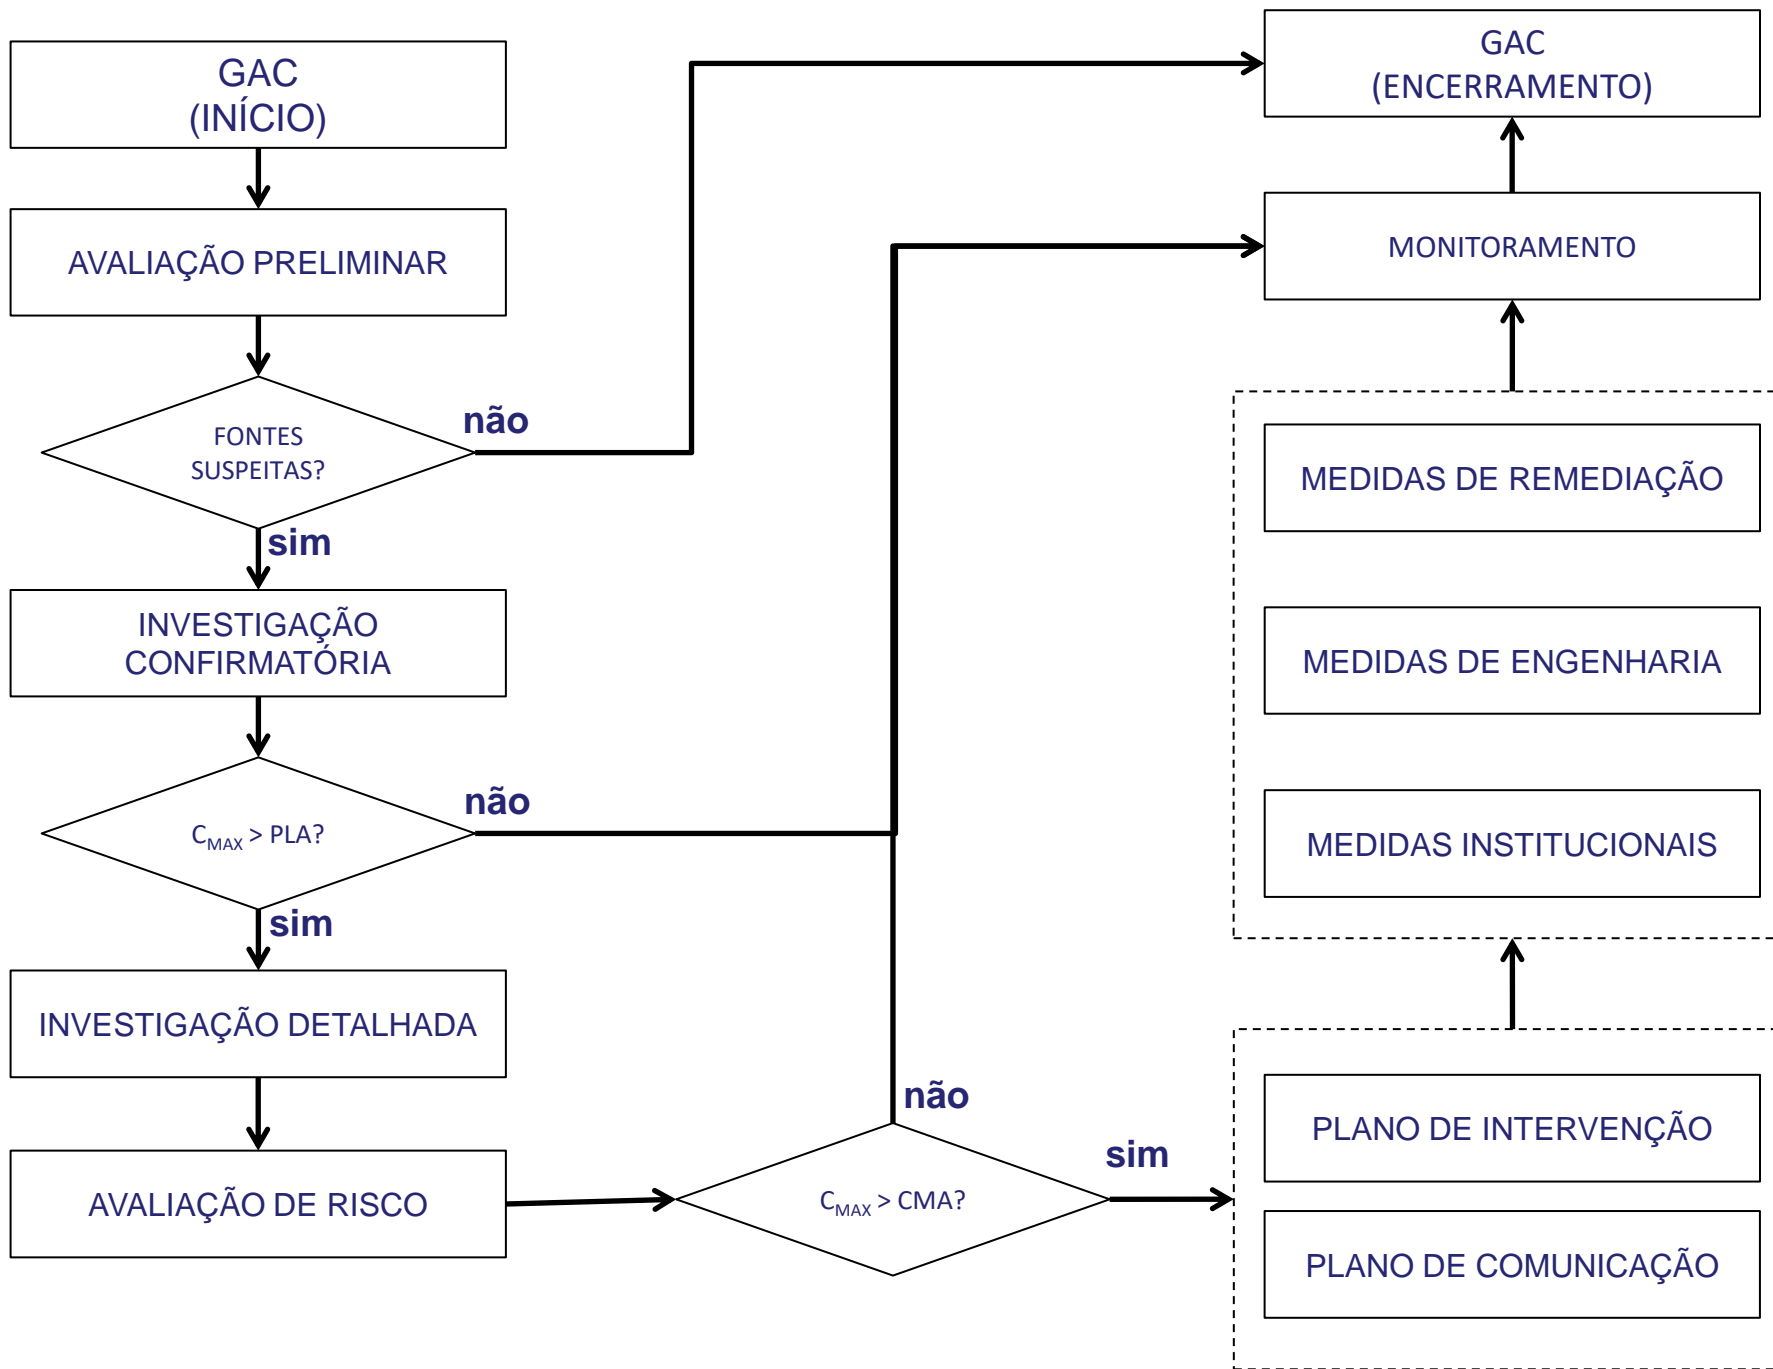 GAC
(INÍCIO)
AVALIAÇÃO PRELIMINAR
FONTES
SUSPEITAS?
não
sim
INVESTIGAÇÃO
CONFIRMATÓRIA
C_MAX > PLA?
não
sim
INVESTIGAÇÃO DETALHADA
AVALIAÇÃO DE RISCO
C_MAX > CMA?
não
sim
GAC
(ENCERRAMENTO)
MONITORAMENTO
MEDIDAS DE REMEDIAÇÃO
MEDIDAS DE ENGENHARIA
MEDIDAS INSTITUCIONAIS
PLANO DE INTERVENÇÃO
PLANO DE COMUNICAÇÃO